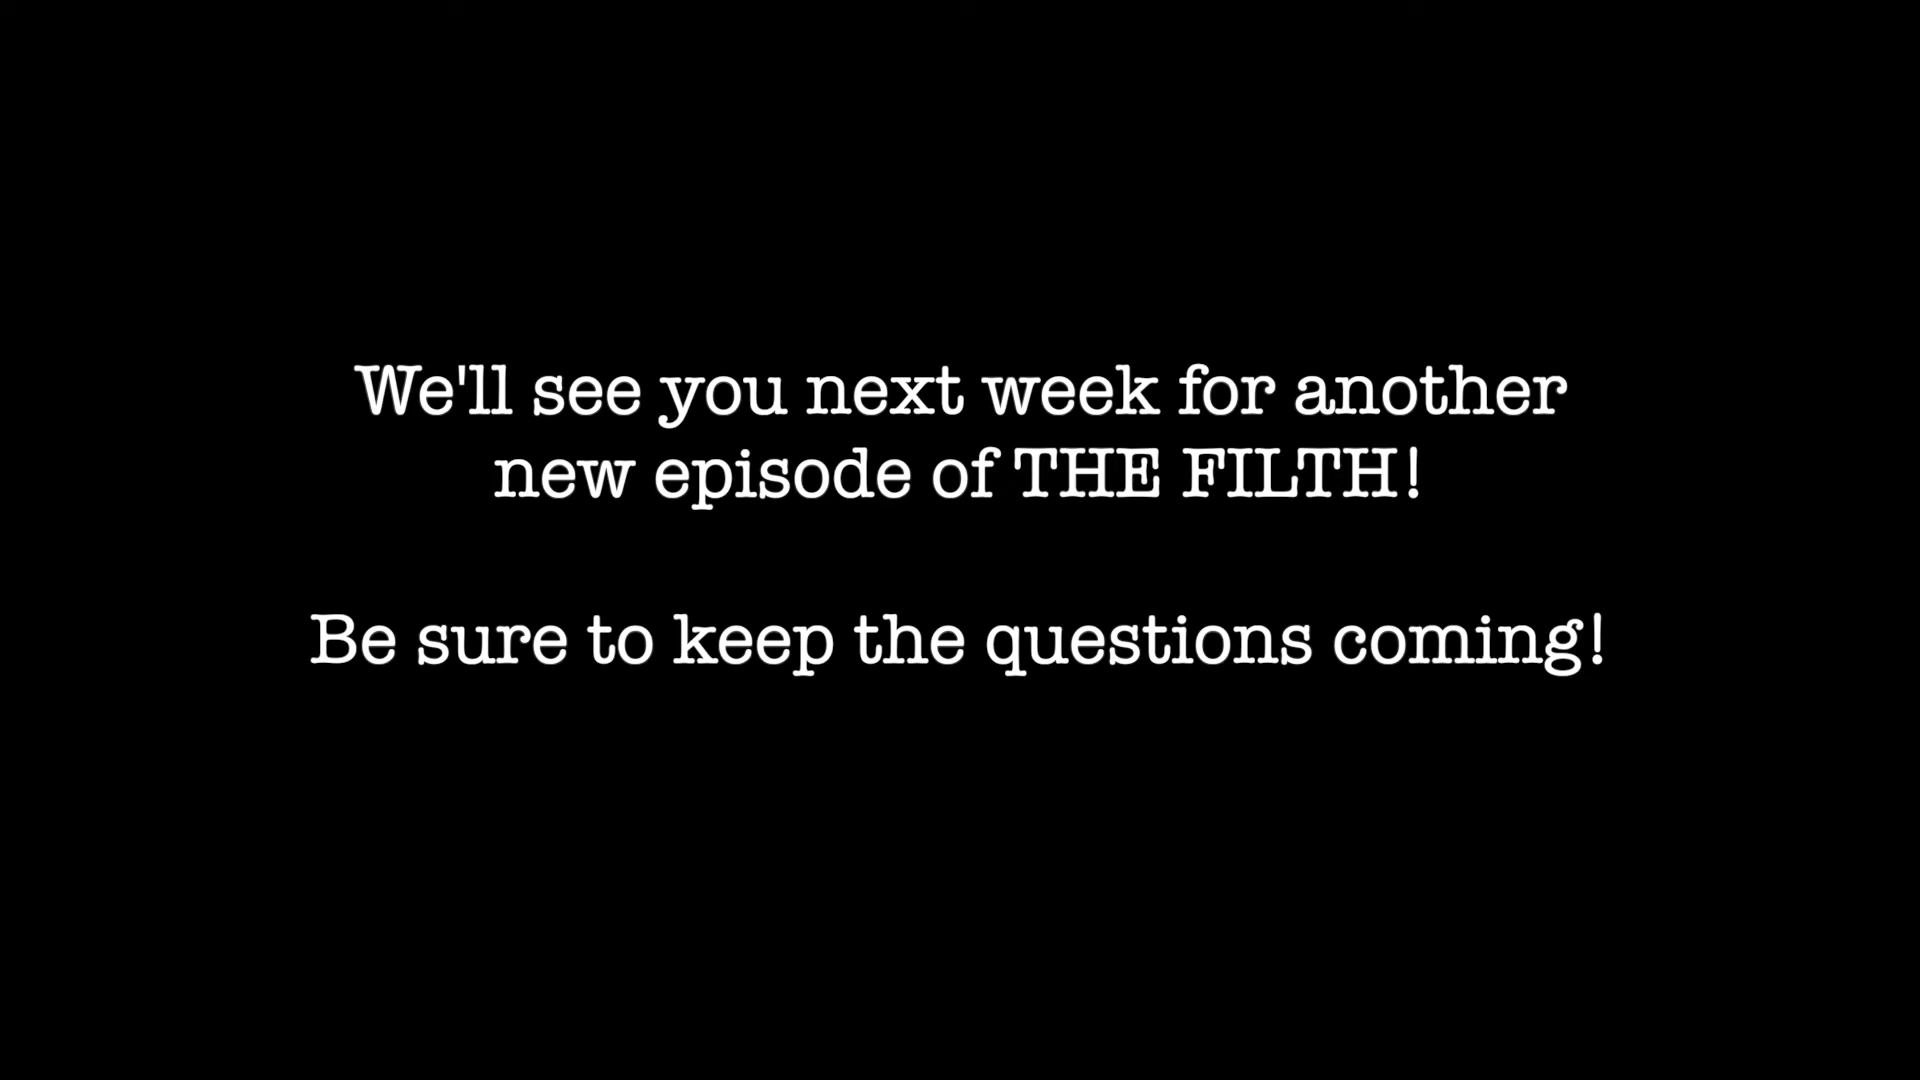 We'll see you next week for another
new episode of THE FILTH!
Be sure to keep the questions coming!